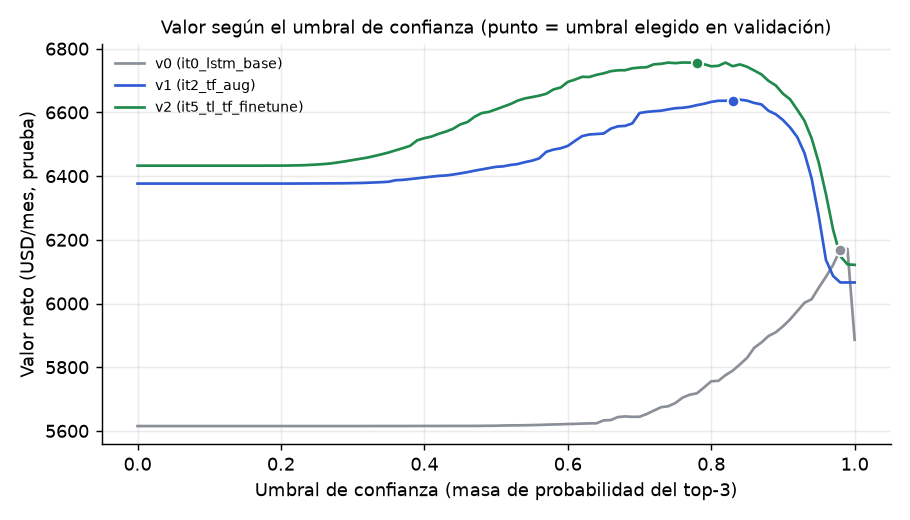 Valor según el umbral de confianza (punto = umbral elegido en validación)
v0 (it0_lstm_base)
v1 (it2_tf_aug)
v2 (it5_tl_tf_finetune)
Valor neto (USD/mes, prueba)
6800
6600
6400
6200
6000
5800
5600
0.0 0.2 0.4 0.6 0.8 1.0
Umbral de confianza (masa de probabilidad del top-3)